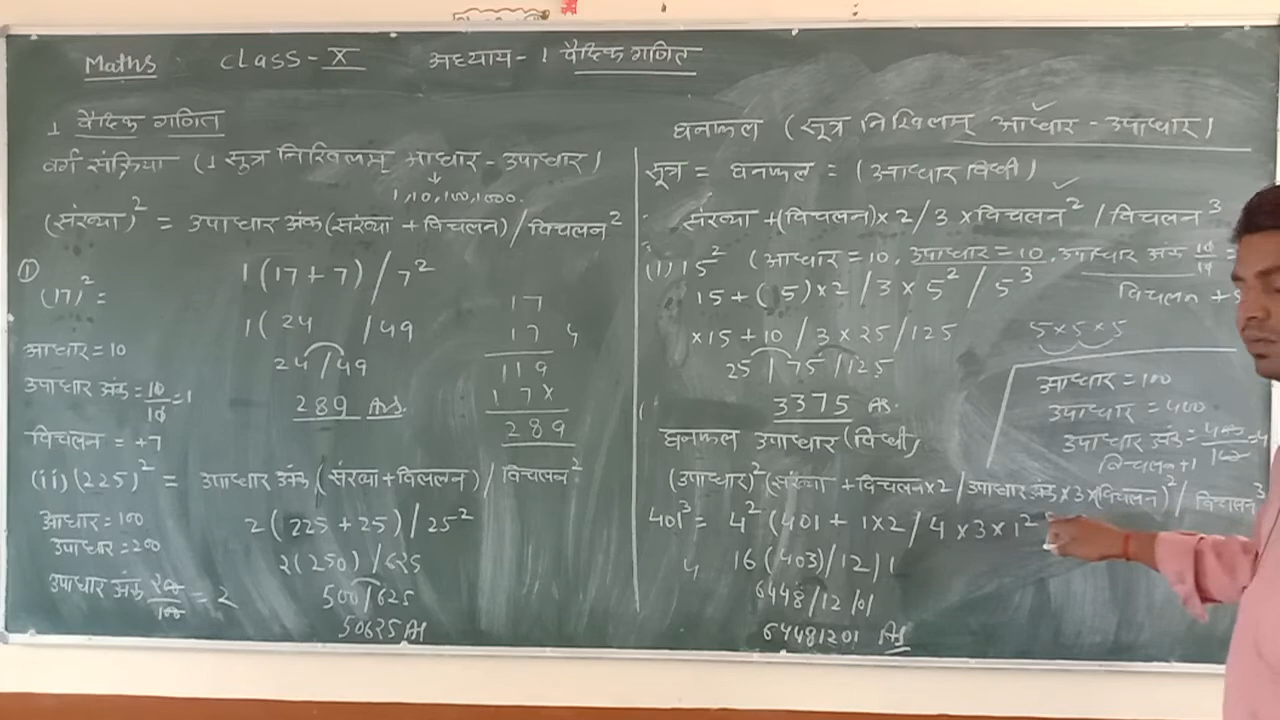 Maths class-X अध्याय-1 वैदिक गणित
1 वैदिक गणित
वर्ग संक्रिया (1 सूत्र निखिलम् आधार-उपाधार)
1,10,100,1000.
(संख्या)² = उपाधार अंक(संख्या+विचलन)/विचलन²
① (17)² = 1(17+7)/7²
1(24/49
24/49
289 Ans.
17
17
119
17×
289
आधार=10
उपाधार अंक=10/10=1
विचलन = +7
(ii)(225)² = उपाधार अंक(संख्या+विचलन)/विचलन²
2(225+25)/25²
2(250)/625
500/625
50625 As
आधार=100
उपाधार=200
उपाधार अंक 200/100=2
घनफल (सूत्र निखिलम् आधार-उपाधार)
सूत्र = घनफल = (आधार विधी)
संख्या+(विचलन)×2/3×विचलन²/विचलन³
(i) 15² (आधार=10, उपाधार=10, उपाधार अंक 10/10=
विचलन +5
15+(5)×2/3×5²/5³
×15+10/3×25/125
5×5×5
25/75/125
3375 As.
आधार=100
उपाधार=400
उपाधार अंक=400/100=4
विचलन+1
घनफल उपाधार(विधी)
(उपाधार)²(संख्या+विचलन×2/उपाधार अंक×3×(विचलन)²/विचलन³
401³ = 4²(401+1×2/4×3×1²
16(403)/12/1
6448/12/01
64481201 As